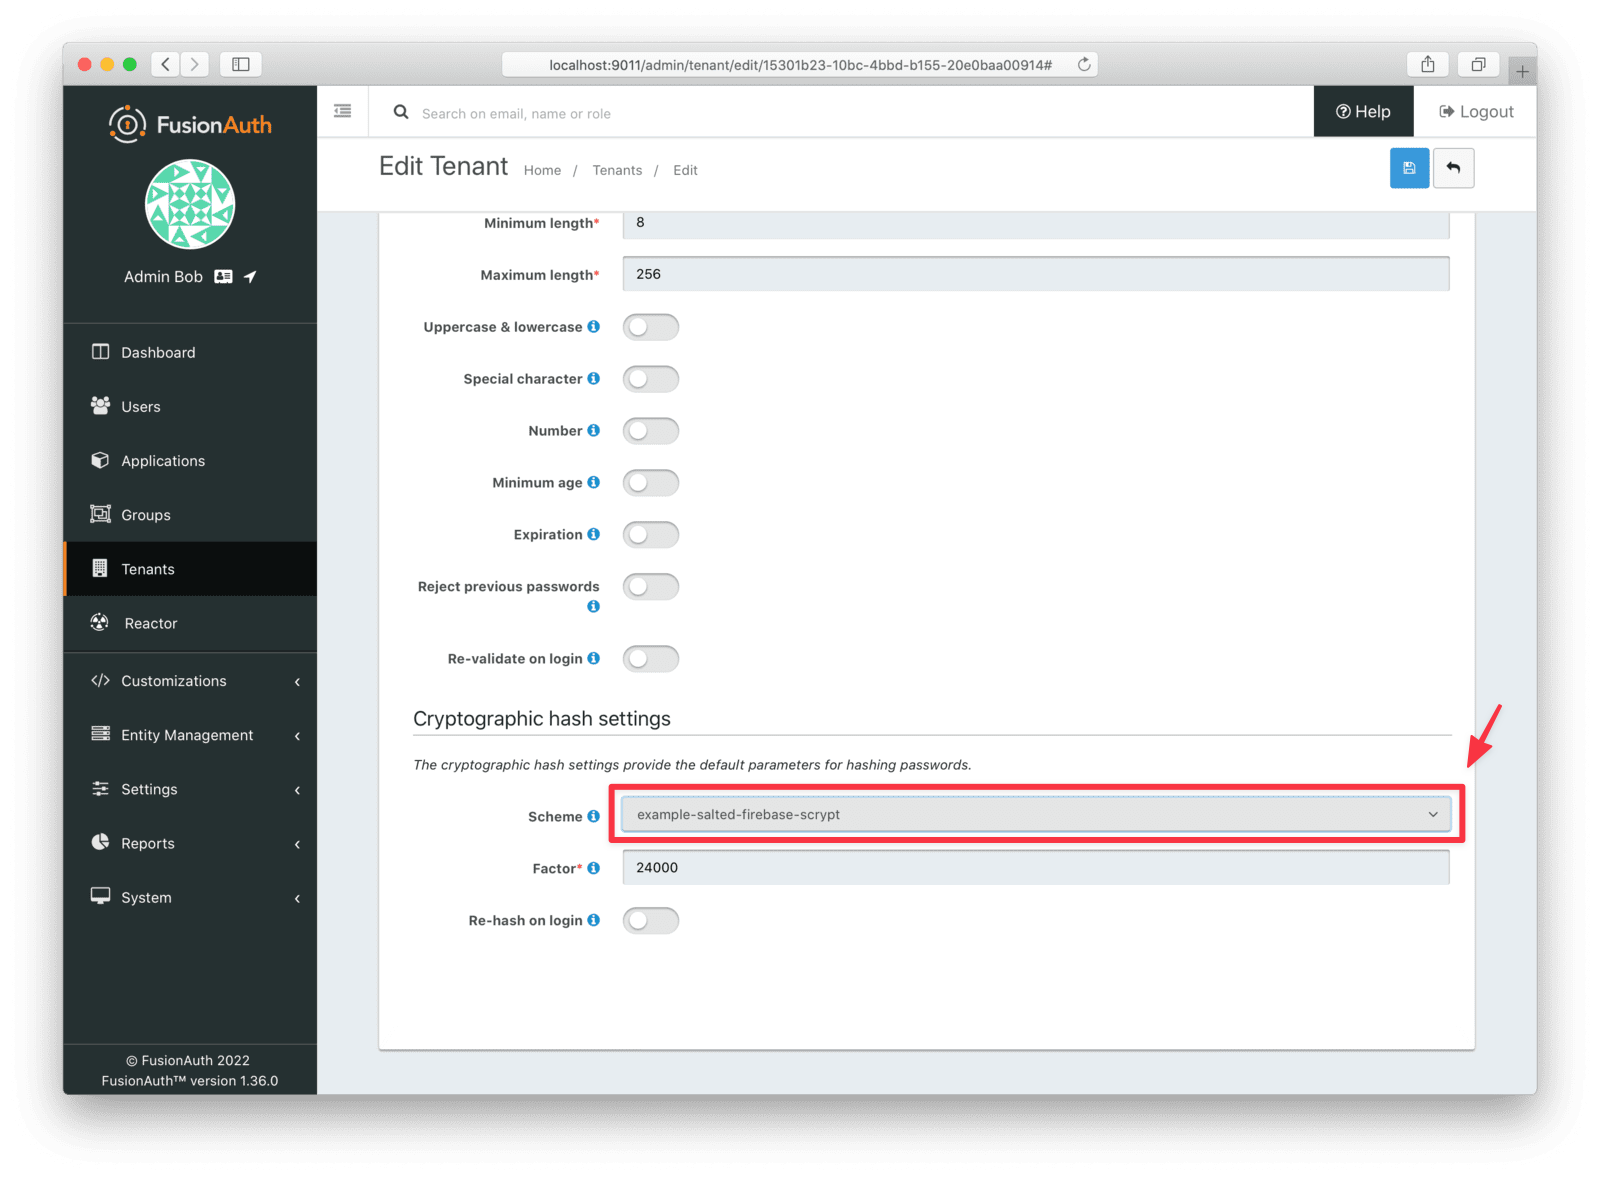 localhost:9011/admin/tenant/edit/15301b23-10bc-4bbd-b155-20e0baa00914#
FusionAuth
Admin Bob
Dashboard
Users
Applications
Groups
Tenants
Reactor
Customizations
Entity Management
Settings
Reports
System
© FusionAuth 2022
FusionAuth™ version 1.36.0
Search on email, name or role
Help
Logout
Edit Tenant Home / Tenants / Edit
Minimum length* 8
Maximum length* 256
Uppercase & lowercase
Special character
Number
Minimum age
Expiration
Reject previous passwords
Re-validate on login
Cryptographic hash settings
The cryptographic hash settings provide the default parameters for hashing passwords.
Scheme example-salted-firebase-scrypt
Factor* 24000
Re-hash on login